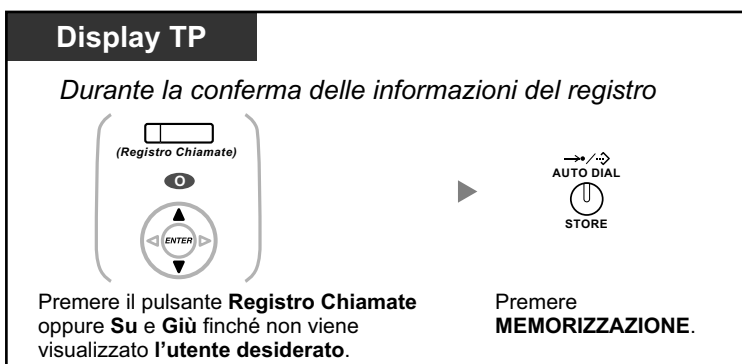 Display TP
Durante la conferma delle informazioni del registro
(Registro Chiamate)
O
ENTER
Premere il pulsante Registro Chiamate
oppure Su e Giù finché non viene
visualizzato l'utente desiderato.
AUTO DIAL
STORE
Premere
MEMORIZZAZIONE.